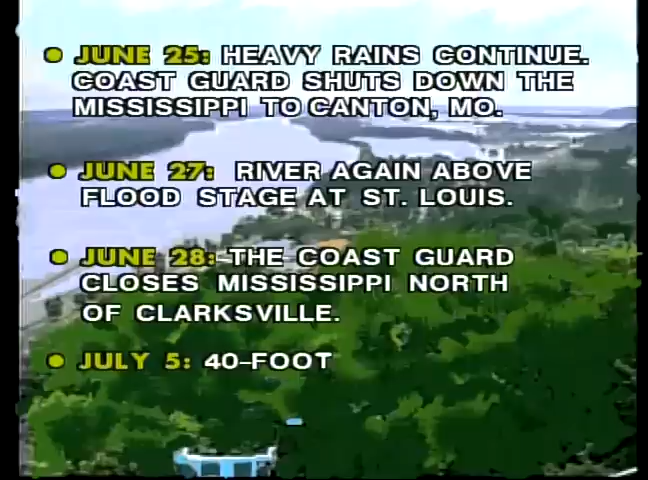 JUNE 25: HEAVY RAINS CONTINUE.
COAST GUARD SHUTS DOWN THE
MISSISSIPPI TO CANTON, MO.
JUNE 27: RIVER AGAIN ABOVE
FLOOD STAGE AT ST. LOUIS.
JUNE 28: THE COAST GUARD
CLOSES MISSISSIPPI NORTH
OF CLARKSVILLE.
JULY 5: 40-FOOT